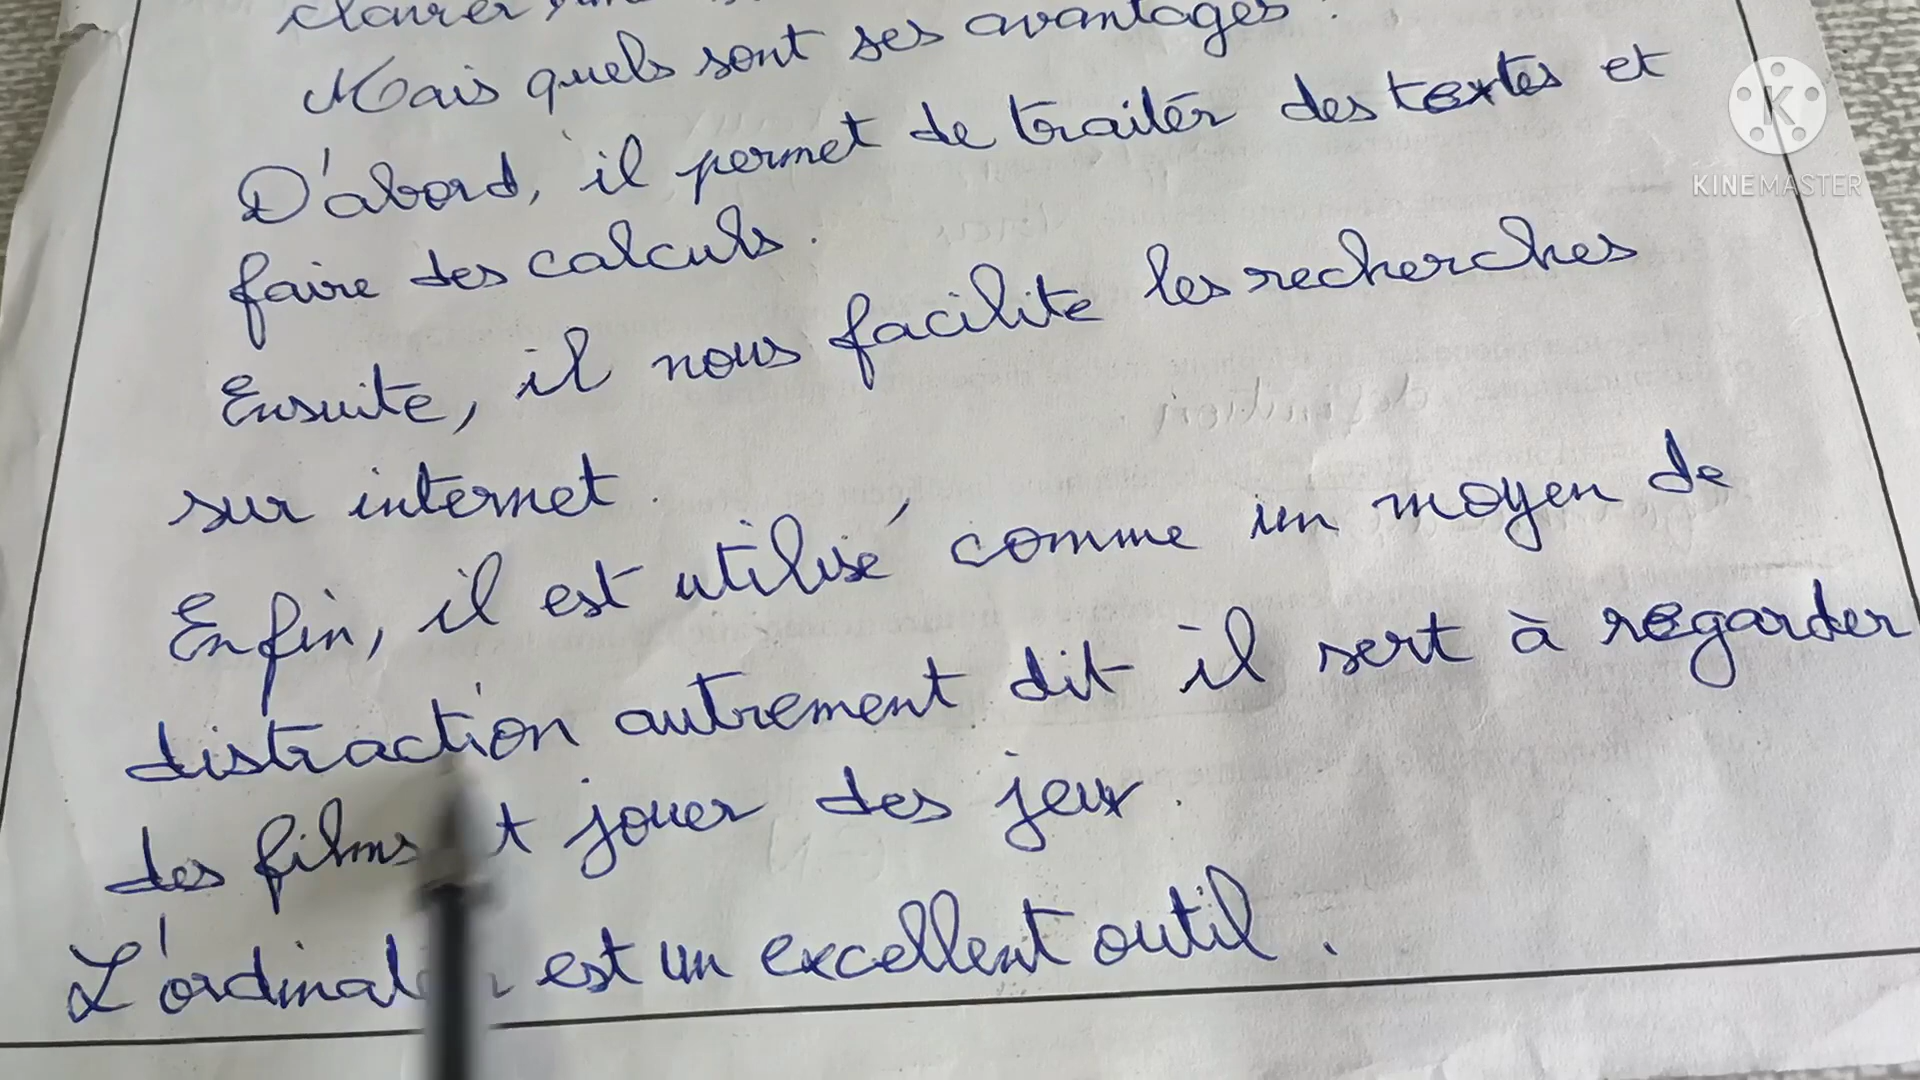 Mais quels sont ses avantages ?
D'abord, il permet de traiter des textes et
faire des calculs.
Ensuite, il nous facilite les recherches
sur internet.
Enfin, il est utilisé comme un moyen de
distraction autrement dit il sert à regarder
des films jouer des jeux.
L' est un excellent outil.
K
KINEMASTER